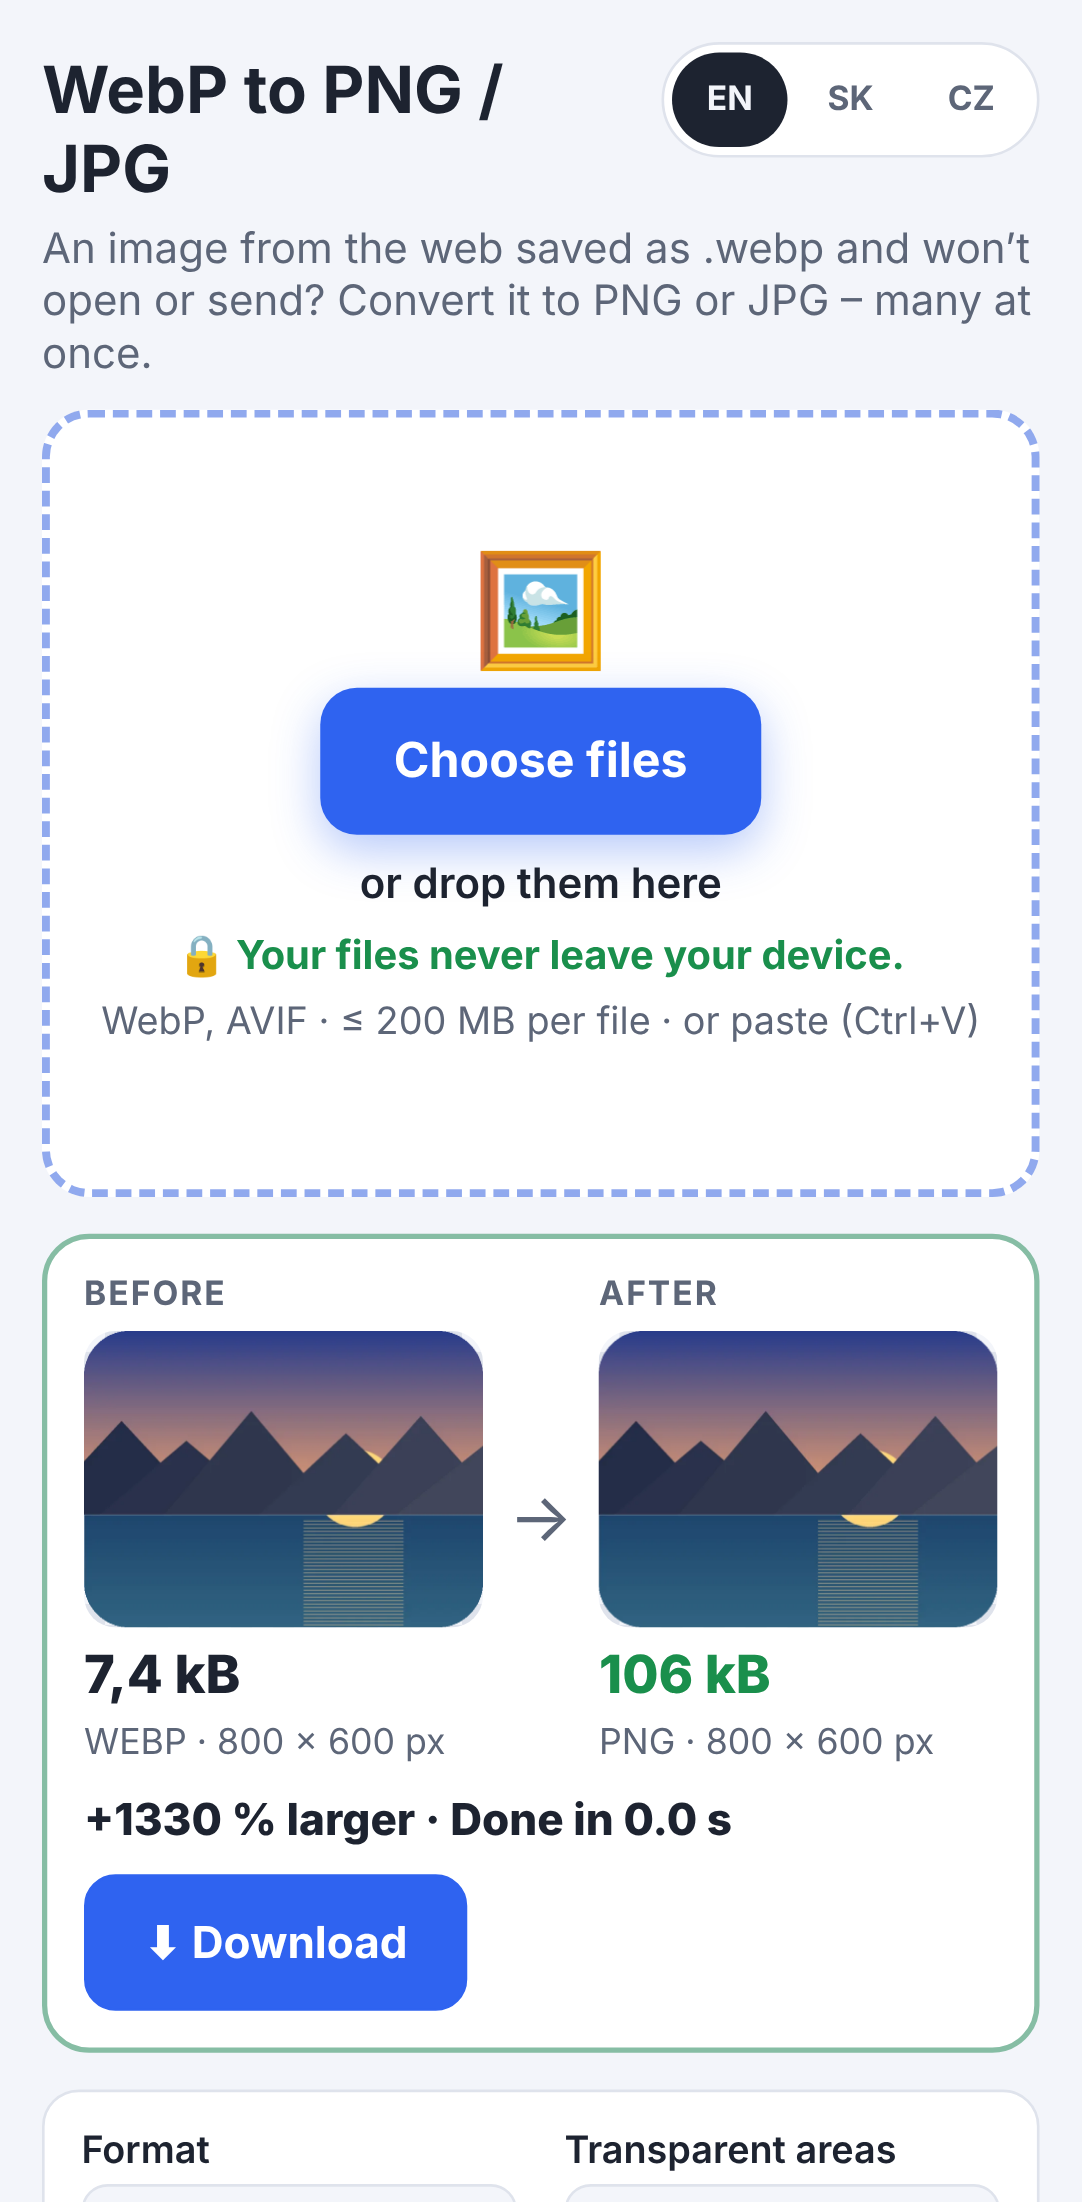 WebP to PNG /
JPG
EN SK CZ
An image from the web saved as .webp and won’t
open or send? Convert it to PNG or JPG – many at
once.
Choose files
or drop them here
🔒 Your files never leave your device.
WebP, AVIF · ≤ 200 MB per file · or paste (Ctrl+V)
BEFORE
AFTER
→
7,4 kB
106 kB
WEBP · 800 × 600 px
PNG · 800 × 600 px
+1330 % larger · Done in 0.0 s
⬇ Download
Format
Transparent areas